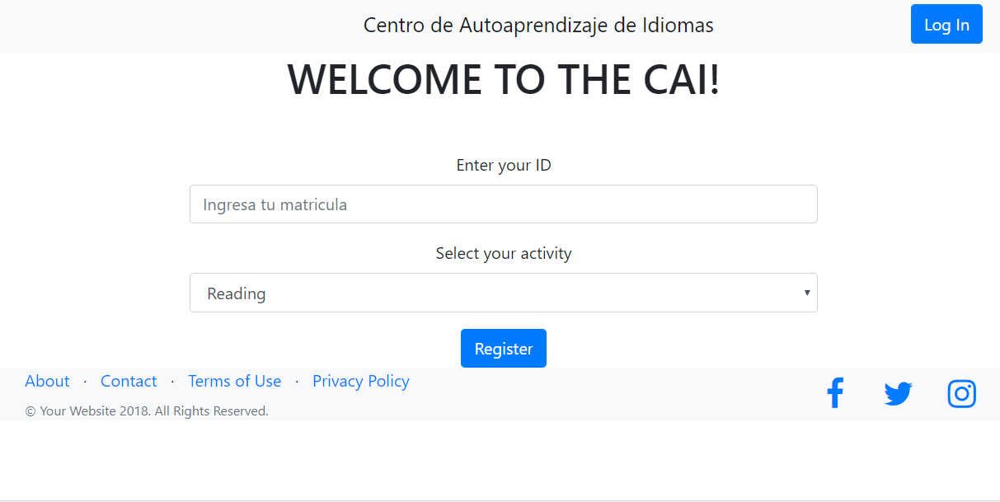 Centro de Autoaprendizaje de Idiomas
Log In
WELCOME TO THE CAI!
Enter your ID
Ingresa tu matricula
Select your activity
Reading
Register
About · Contact · Terms of Use · Privacy Policy
© Your Website 2018. All Rights Reserved.